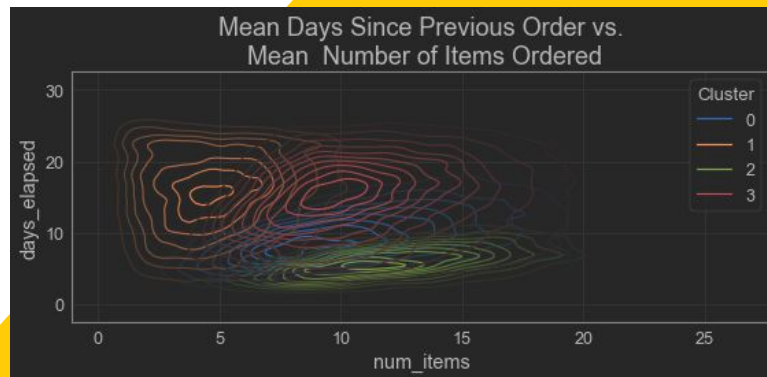 Mean Days Since Previous Order vs.
Mean Number of Items Ordered
Cluster
0
1
2
3
30
20
10
0
days_elapsed
0
5
10
15
20
25
num_items